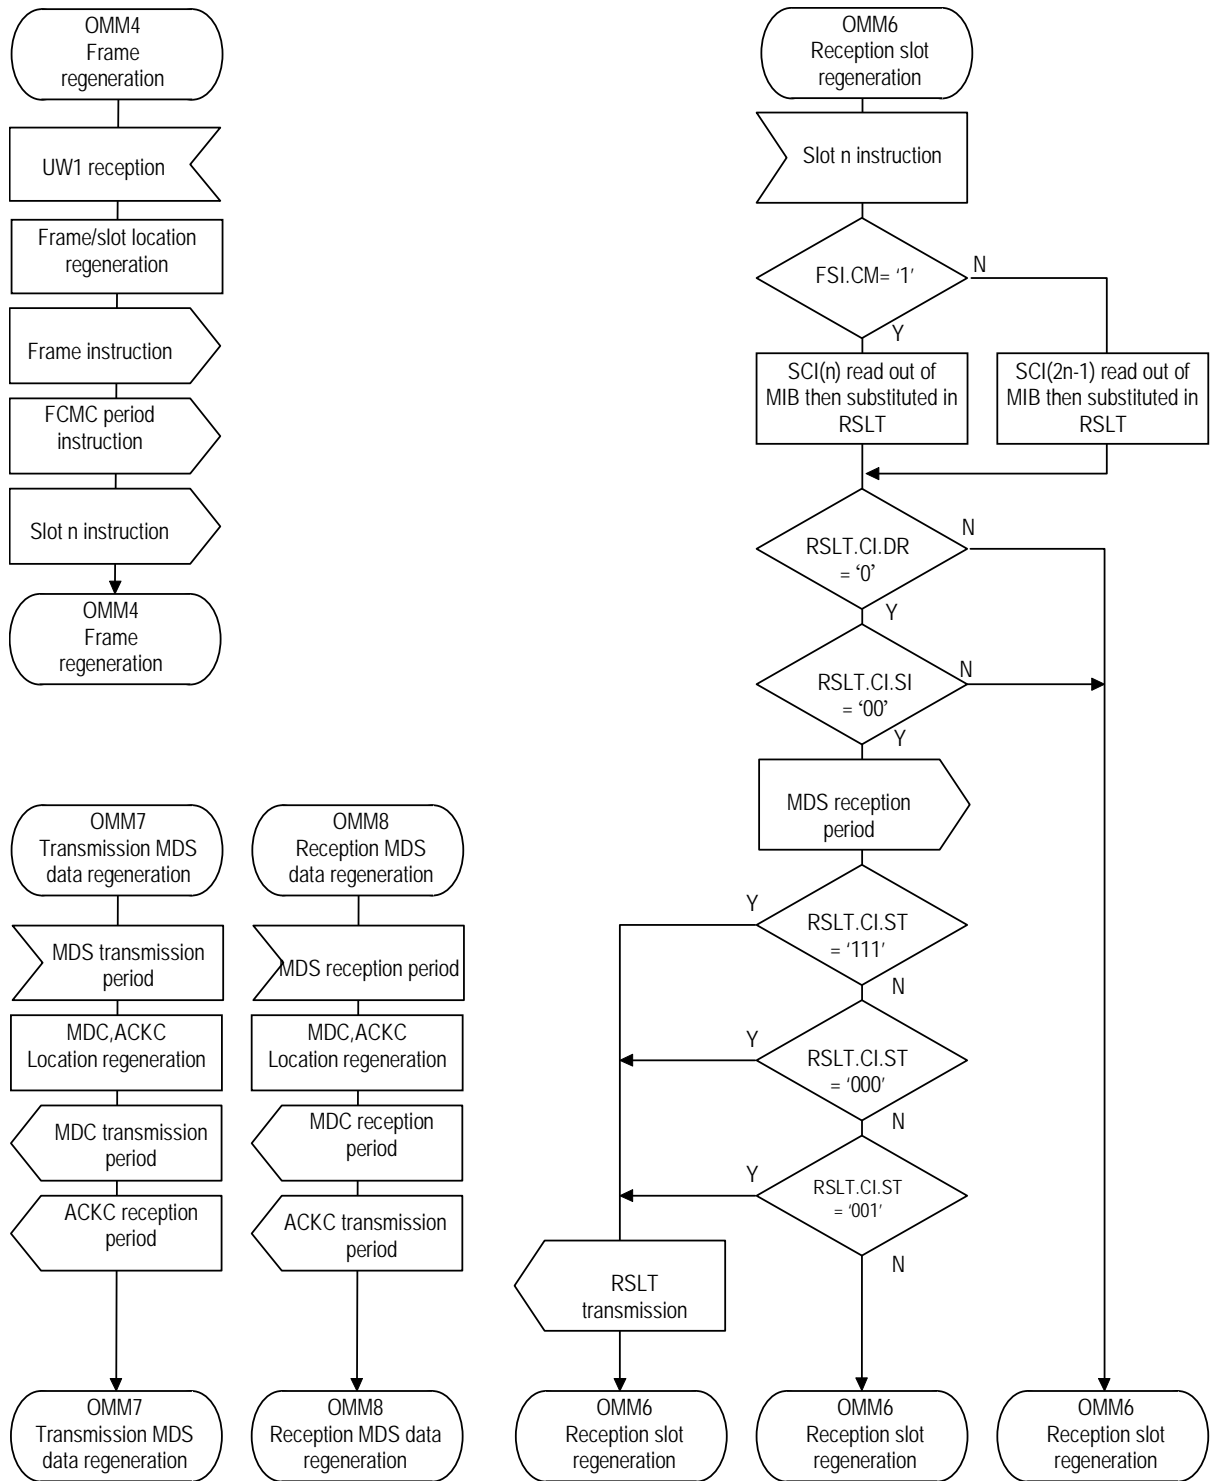 OMM4
Frame
regeneration
UW1 reception
Frame/slot location
regeneration
Frame instruction
FCMC period
instruction
Slot n instruction
OMM4
Frame
regeneration
OMM6
Reception slot
regeneration
Slot n instruction
FSI.CM= '1'
N
Y
SCI(n) read out of
MIB then substituted in
RSLT
SCI(2n-1) read out of
MIB then substituted in
RSLT
RSLT.CI.DR
= '0'
N
Y
RSLT.CI.SI
= '00'
N
Y
MDS reception
period
RSLT.CI.ST
= '111'
Y
N
RSLT.CI.ST
= '000'
Y
N
RSLT.CI.ST
= '001'
Y
N
RSLT
transmission
OMM6
Reception slot
regeneration
OMM6
Reception slot
regeneration
OMM6
Reception slot
regeneration
OMM7
Transmission MDS
data regeneration
MDS transmission
period
MDC,ACKC
Location regeneration
MDC transmission
period
ACKC reception
period
OMM7
Transmission MDS
data regeneration
OMM8
Reception MDS
data regeneration
MDS reception period
MDC,ACKC
Location regeneration
MDC reception
period
ACKC transmission
period
OMM8
Reception MDS data
regeneration